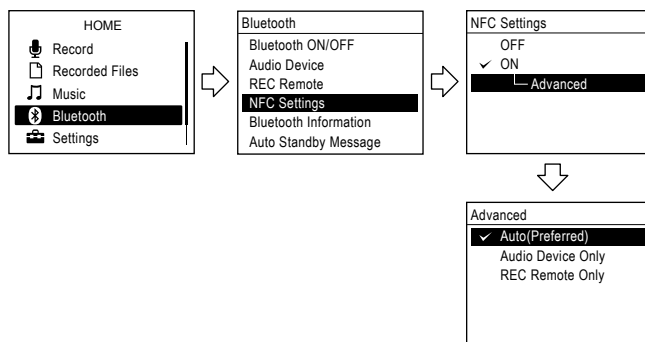 HOME
Record
Recorded Files
Music
Bluetooth
Settings
Bluetooth
Bluetooth ON/OFF
Audio Device
REC Remote
NFC Settings
Bluetooth Information
Auto Standby Message
NFC Settings
OFF
ON
Advanced
Advanced
Auto(Preferred)
Audio Device Only
REC Remote Only